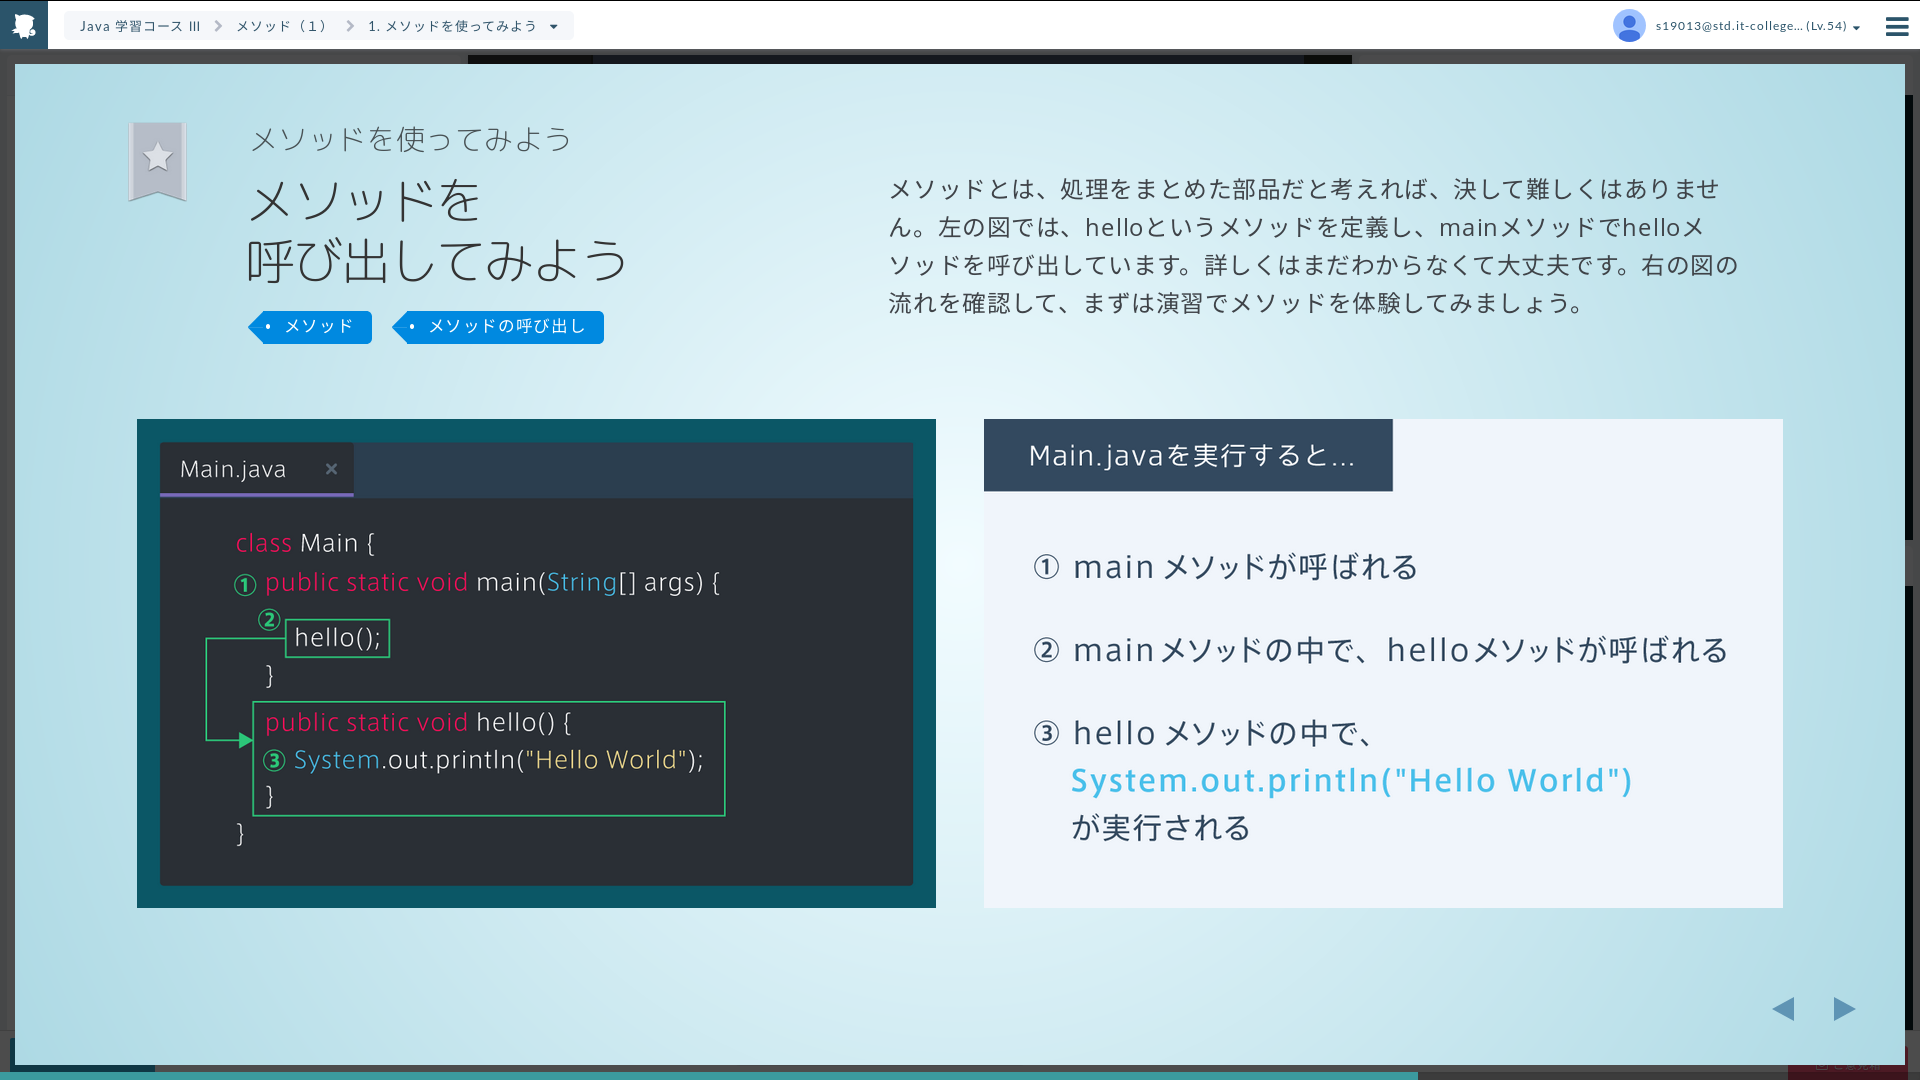 Java 学習コース III
メソッド（1）
1. メソッドを使ってみよう
s19013@std.it-college... (Lv.54)
メソッドを使ってみよう
メソッドを
呼び出してみよう
メソッド
メソッドの呼び出し
メソッドとは、処理をまとめた部品だと考えれば、決して難しくはありませ
ん。左の図では、helloというメソッドを定義し、mainメソッドでhelloメ
ソッドを呼び出しています。詳しくはまだわからなくて大丈夫です。右の図の
流れを確認して、まずは演習でメソッドを体験してみましょう。
Main.java ×
class Main {
① public static void main(String[] args) {
②
hello();
}
public static void hello() {
③ System.out.println("Hello World");
}
}
Main.javaを実行すると...
① main メソッドが呼ばれる
② mainメソッドの中で、helloメソッドが呼ばれる
③ hello メソッドの中で、
System.out.println("Hello World")
が実行される